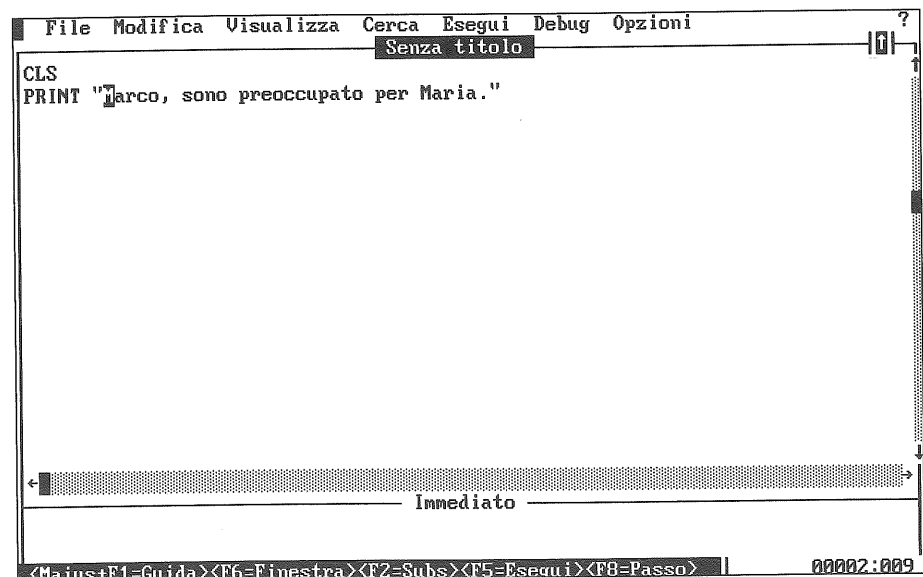 File Modifica Visualizza Cerca Esegui Debug Opzioni ?
Senza titolo
CLS
PRINT "Marco, sono preoccupato per Maria."
Immediato
<Maius+F1=Guida><F6=Finestra><F2=Subs><F5=Esegui><F8=Passo> 00002:009